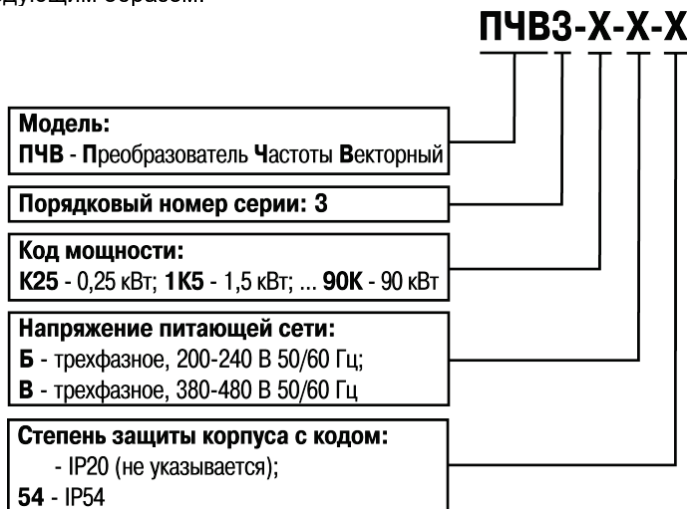 ПЧВ3-Х-Х-Х
Модель:
ПЧВ - Преобразователь Частоты Векторный
Порядковый номер серии: 3
Код мощности:
К25 - 0,25 кВт; 1К5 - 1,5 кВт; ... 90К - 90 кВт
Напряжение питающей сети:
Б - трехфазное, 200-240 В 50/60 Гц;
В - трехфазное, 380-480 В 50/60 Гц
Степень защиты корпуса с кодом:
- IP20 (не указывается);
54 - IP54